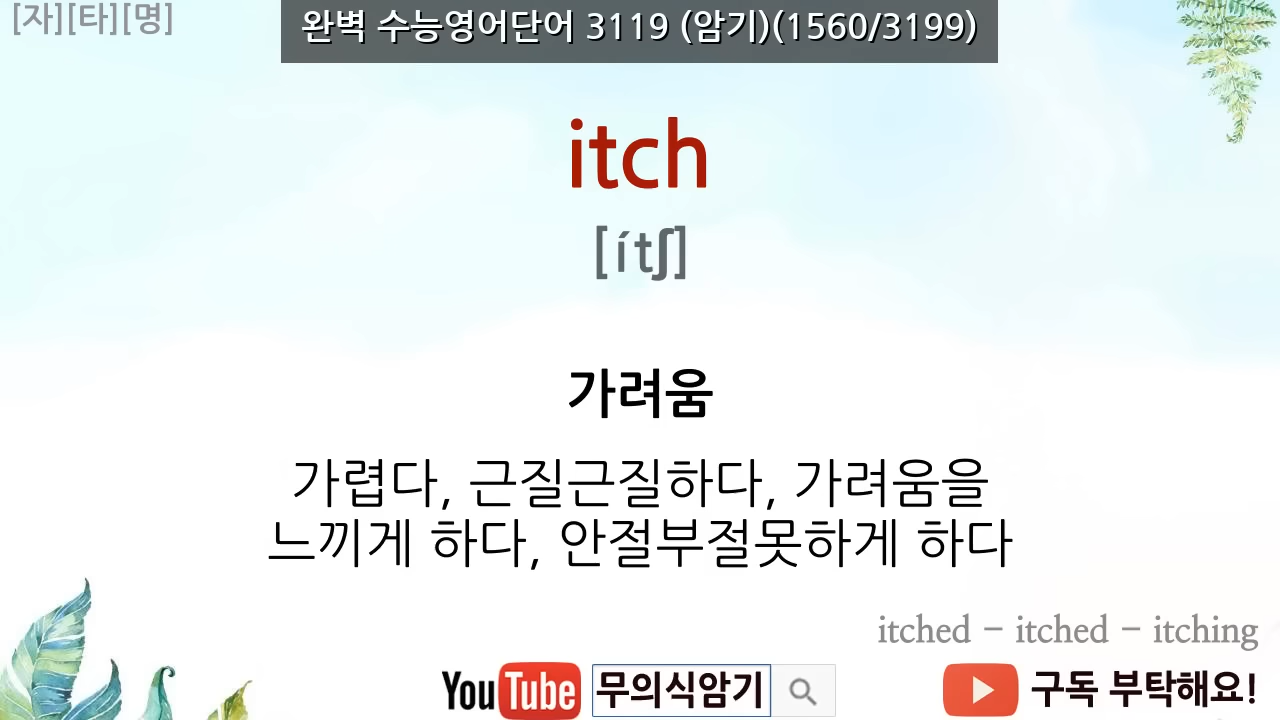 [자][타][명]
완벽 수능영어단어 3119 (암기)(1560/3199)
itch
[ítʃ]
가려움
가렵다, 근질근질하다, 가려움을
느끼게 하다, 안절부절못하게 하다
itched - itched - itching
YouTube 무의식암기
구독 부탁해요!